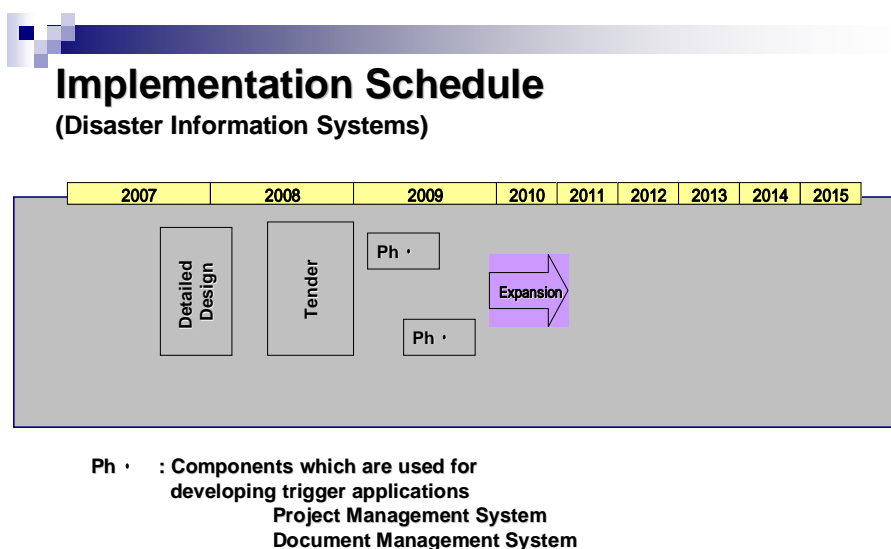 Implementation Schedule
(Disaster Information Systems)
2007 2008 2009 2010 2011 2012 2013 2014 2015
Detailed
Design
Tender
Ph・
Expansion
Ph・
Ph・ : Components which are used for
developing trigger applications
Project Management System
Document Management System